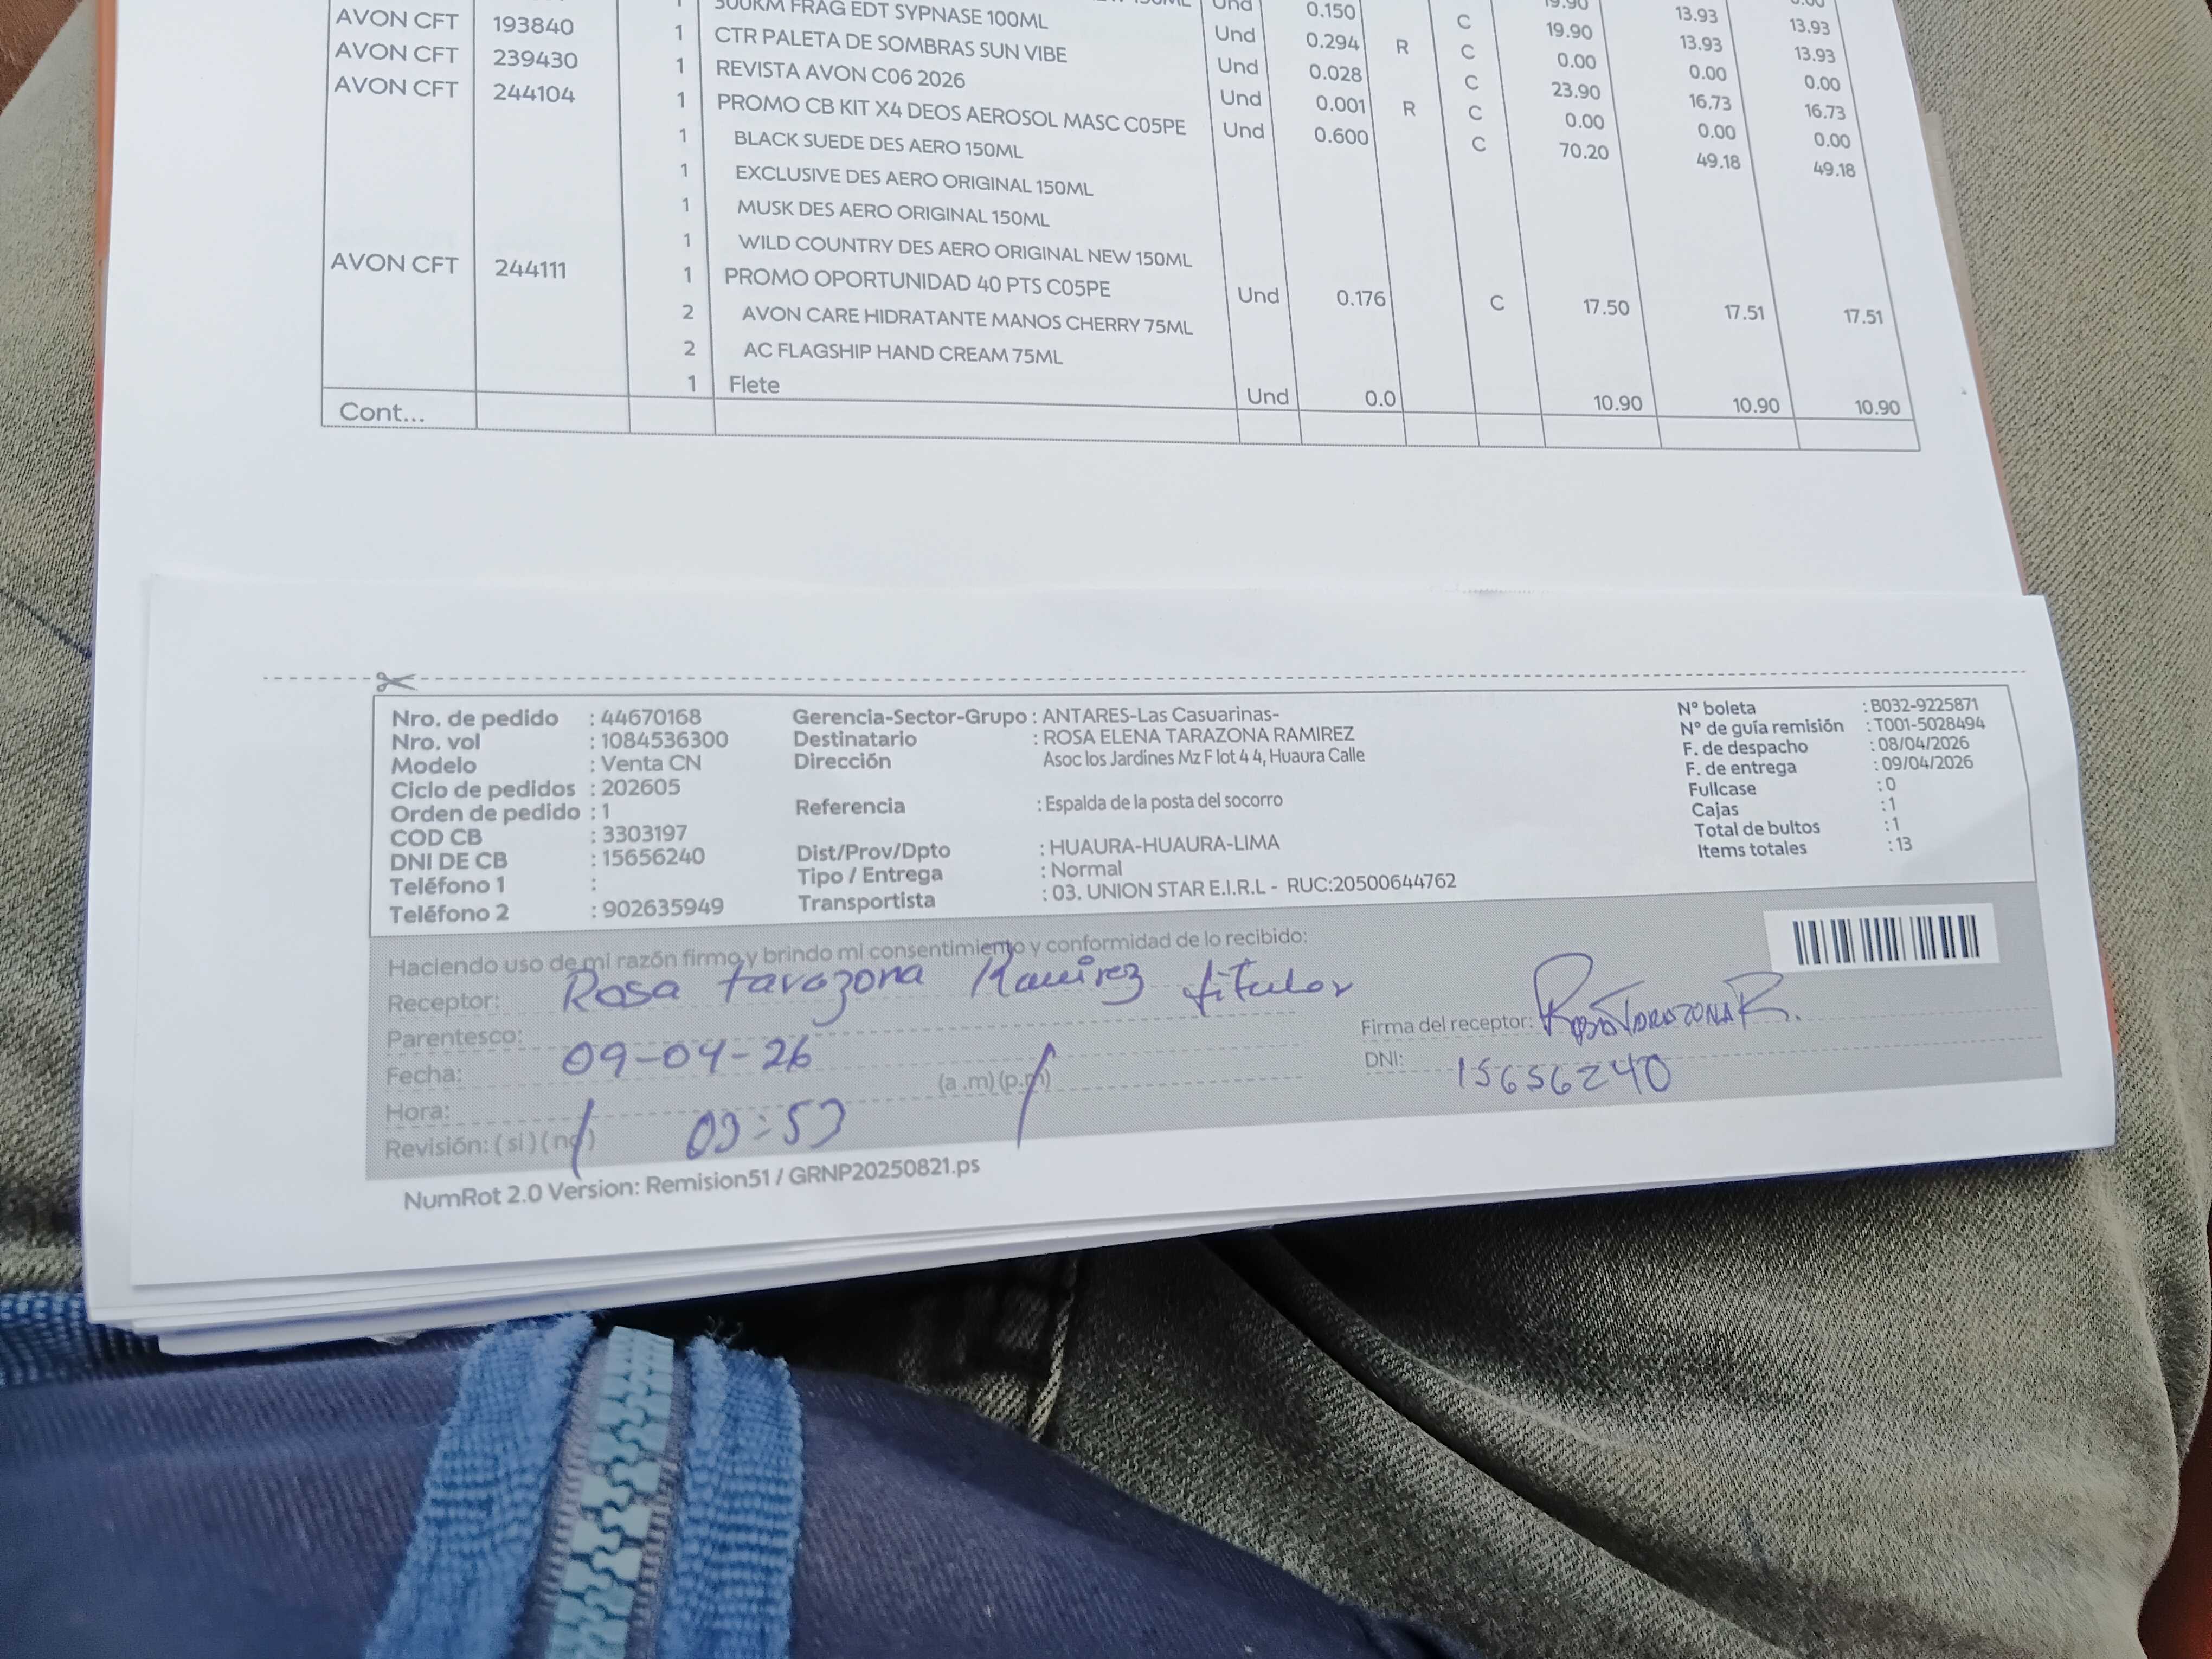 AVON CFT 193840 1 300KM FRAG EDT SYPNASE 100ML Und 0.150 C 19.90 13.93 13.93
AVON CFT 239430 1 CTR PALETA DE SOMBRAS SUN VIBE Und 0.294 R C 19.90 13.93 13.93
AVON CFT 244104 1 REVISTA AVON C06 2026 Und 0.028 C 0.00 0.00 0.00
1 PROMO CB KIT X4 DEOS AEROSOL MASC C05PE Und 0.001 R C 23.90 16.73 16.73
1 BLACK SUEDE DES AERO 150ML Und 0.600 C 0.00 0.00 0.00
70.20 49.18 49.18
1 EXCLUSIVE DES AERO ORIGINAL 150ML
1 MUSK DES AERO ORIGINAL 150ML
1 WILD COUNTRY DES AERO ORIGINAL NEW 150ML
AVON CFT 244111 1 PROMO OPORTUNIDAD 40 PTS C05PE Und 0.176 C 17.50 17.51 17.51
2 AVON CARE HIDRATANTE MANOS CHERRY 75ML
2 AC FLAGSHIP HAND CREAM 75ML
1 Flete Und 0.0 10.90 10.90 10.90
Cont...
Nro. de pedido : 44670168 Gerencia-Sector-Grupo : ANTARES-Las Casuarinas- N° boleta : B032-9225871
Nro. vol : 1084536300 Destinatario : ROSA ELENA TARAZONA RAMIREZ N° de guía remisión : T001-5028494
Modelo : Venta CN Dirección Asoc los Jardines Mz F lot 4 4, Huaura Calle F. de despacho : 08/04/2026
Ciclo de pedidos : 202605 F. de entrega : 09/04/2026
Orden de pedido : 1 Referencia : Espalda de la posta del socorro Fullcase : 0
COD CB : 3303197 Cajas : 1
DNI DE CB : 15656240 Dist/Prov/Dpto : HUAURA-HUAURA-LIMA Total de bultos : 1
Teléfono 1 : Tipo / Entrega : Normal Items totales : 13
Teléfono 2 : 902635949 Transportista : 03. UNION STAR E.I.R.L - RUC:20500644762
Haciendo uso de mi razón firmo y brindo mi consentimiento y conformidad de lo recibido:
Receptor: Rosa tarazona Ramirez titular
Parentesco: Firma del receptor: Rosa Tarazona R.
Fecha: 09-04-26 DNI: 15656240
Hora: 03:53 (a .m) (p.m)
Revisión: ( si ) ( no )
NumRot 2.0 Version: Remision51 / GRNP20250821.ps